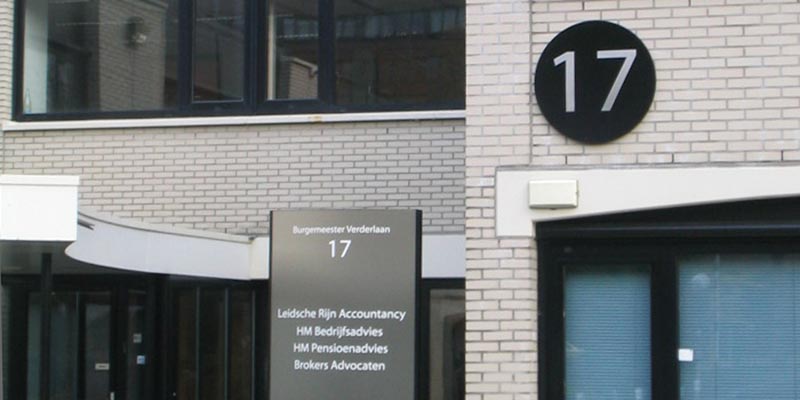 17
Burgemeester Verderlaan
17
Leidsche Rijn Accountancy
HM Bedrijfsadvies
HM Pensioenadvies
Brokers Advocaten